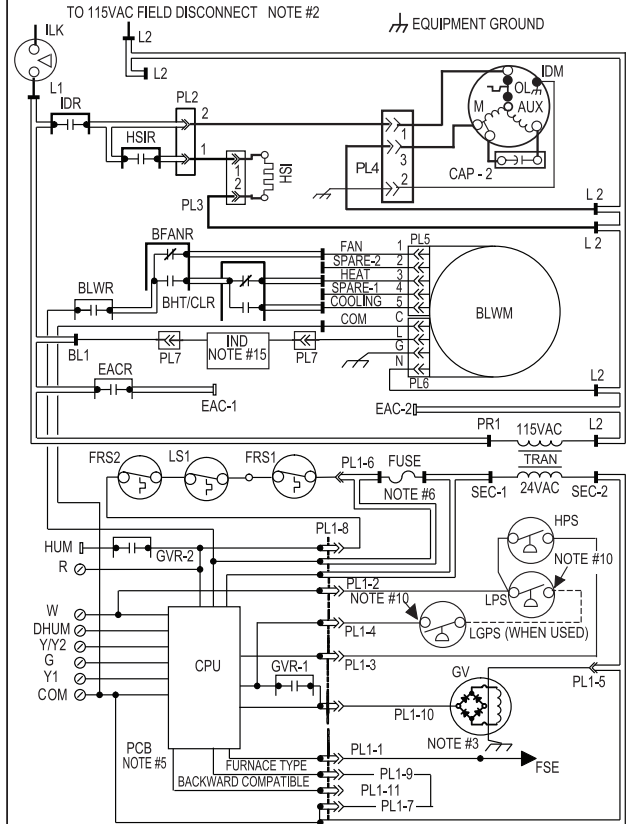 TO 115VAC FIELD DISCONNECT NOTE #2
EQUIPMENT GROUND
ILK
L2
L1
L2
IDR
PL2
2
HSIR
1
1
2
HSI
PL3
PL4
1
3
2
IDM
OL
M
AUX
CAP - 2
L 2
L 2
BFANR
BLWR
BHT/CLR
FAN
1
PL5
SPARE-2
2
HEAT
3
SPARE-1
4
COOLING
5
COM
C
L
G
N
PL6
BLWM
BL1
PL7
IND
NOTE #15
PL7
L2
EACR
EAC-1
EAC-2
PR1
115VAC
L2
TRAN
24VAC
SEC-1
SEC-2
FRS2
LS1
FRS1
PL1-6
FUSE
NOTE #6
PL1-8
HPS
HUM
GVR-2
R
NOTE #10
PL1-2
NOTE #10
LPS
W
DHUM
Y/Y2
G
Y1
COM
CPU
PL1-4
LGPS (WHEN USED)
PL1-3
GVR-1
GV
PL1-5
PL1-10
NOTE #3
PCB
NOTE #5
PL1-1
FURNACE TYPE
FSE
BACKWARD COMPATIBLE
PL1-9
PL1-11
PL1-7